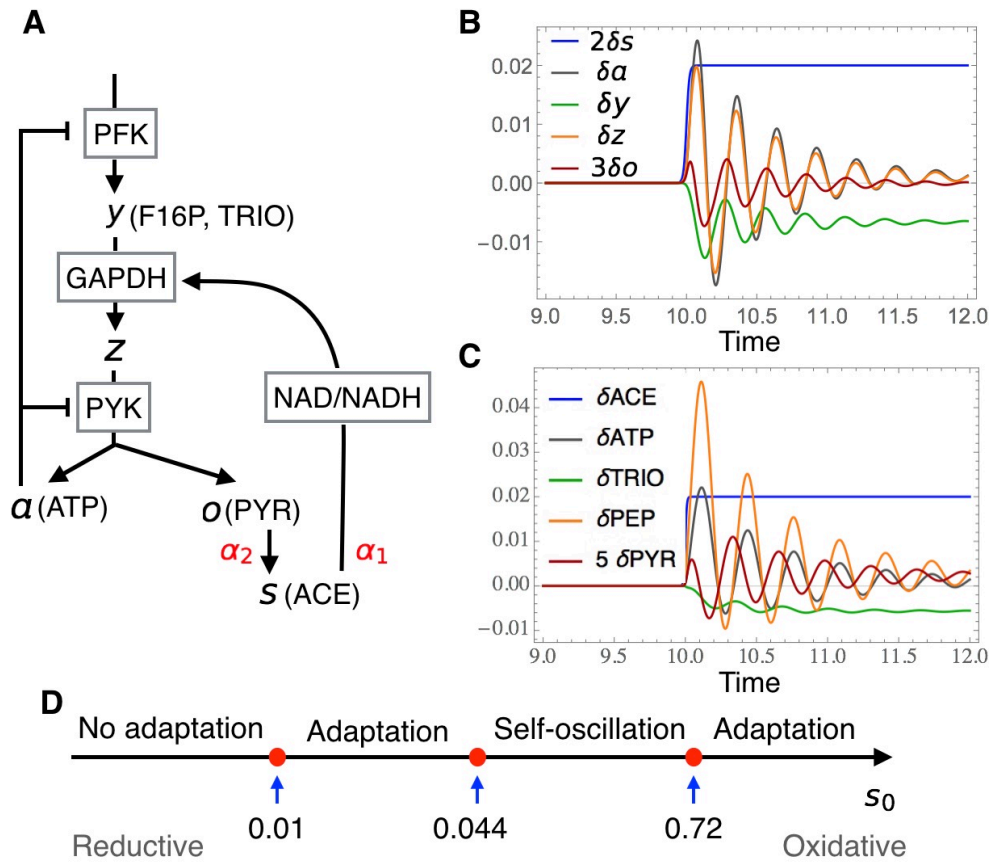 A
PFK
y (F16P, TRIO)
GAPDH
z
NAD/NADH
PYK
a (ATP)
o (PYR)
α2
α1
s (ACE)
B
2δs
δa
δy
δz
3δo
0.02
0.01
0.00
−0.01
9.0 9.5 10.0 10.5 11.0 11.5 12.0
Time
C
δACE
δATP
δTRIO
δPEP
5 δPYR
0.04
0.03
0.02
0.01
0.00
−0.01
9.0 9.5 10.0 10.5 11.0 11.5 12.0
Time
D
No adaptation Adaptation Self-oscillation Adaptation
s0
0.01 0.044 0.72
Reductive Oxidative